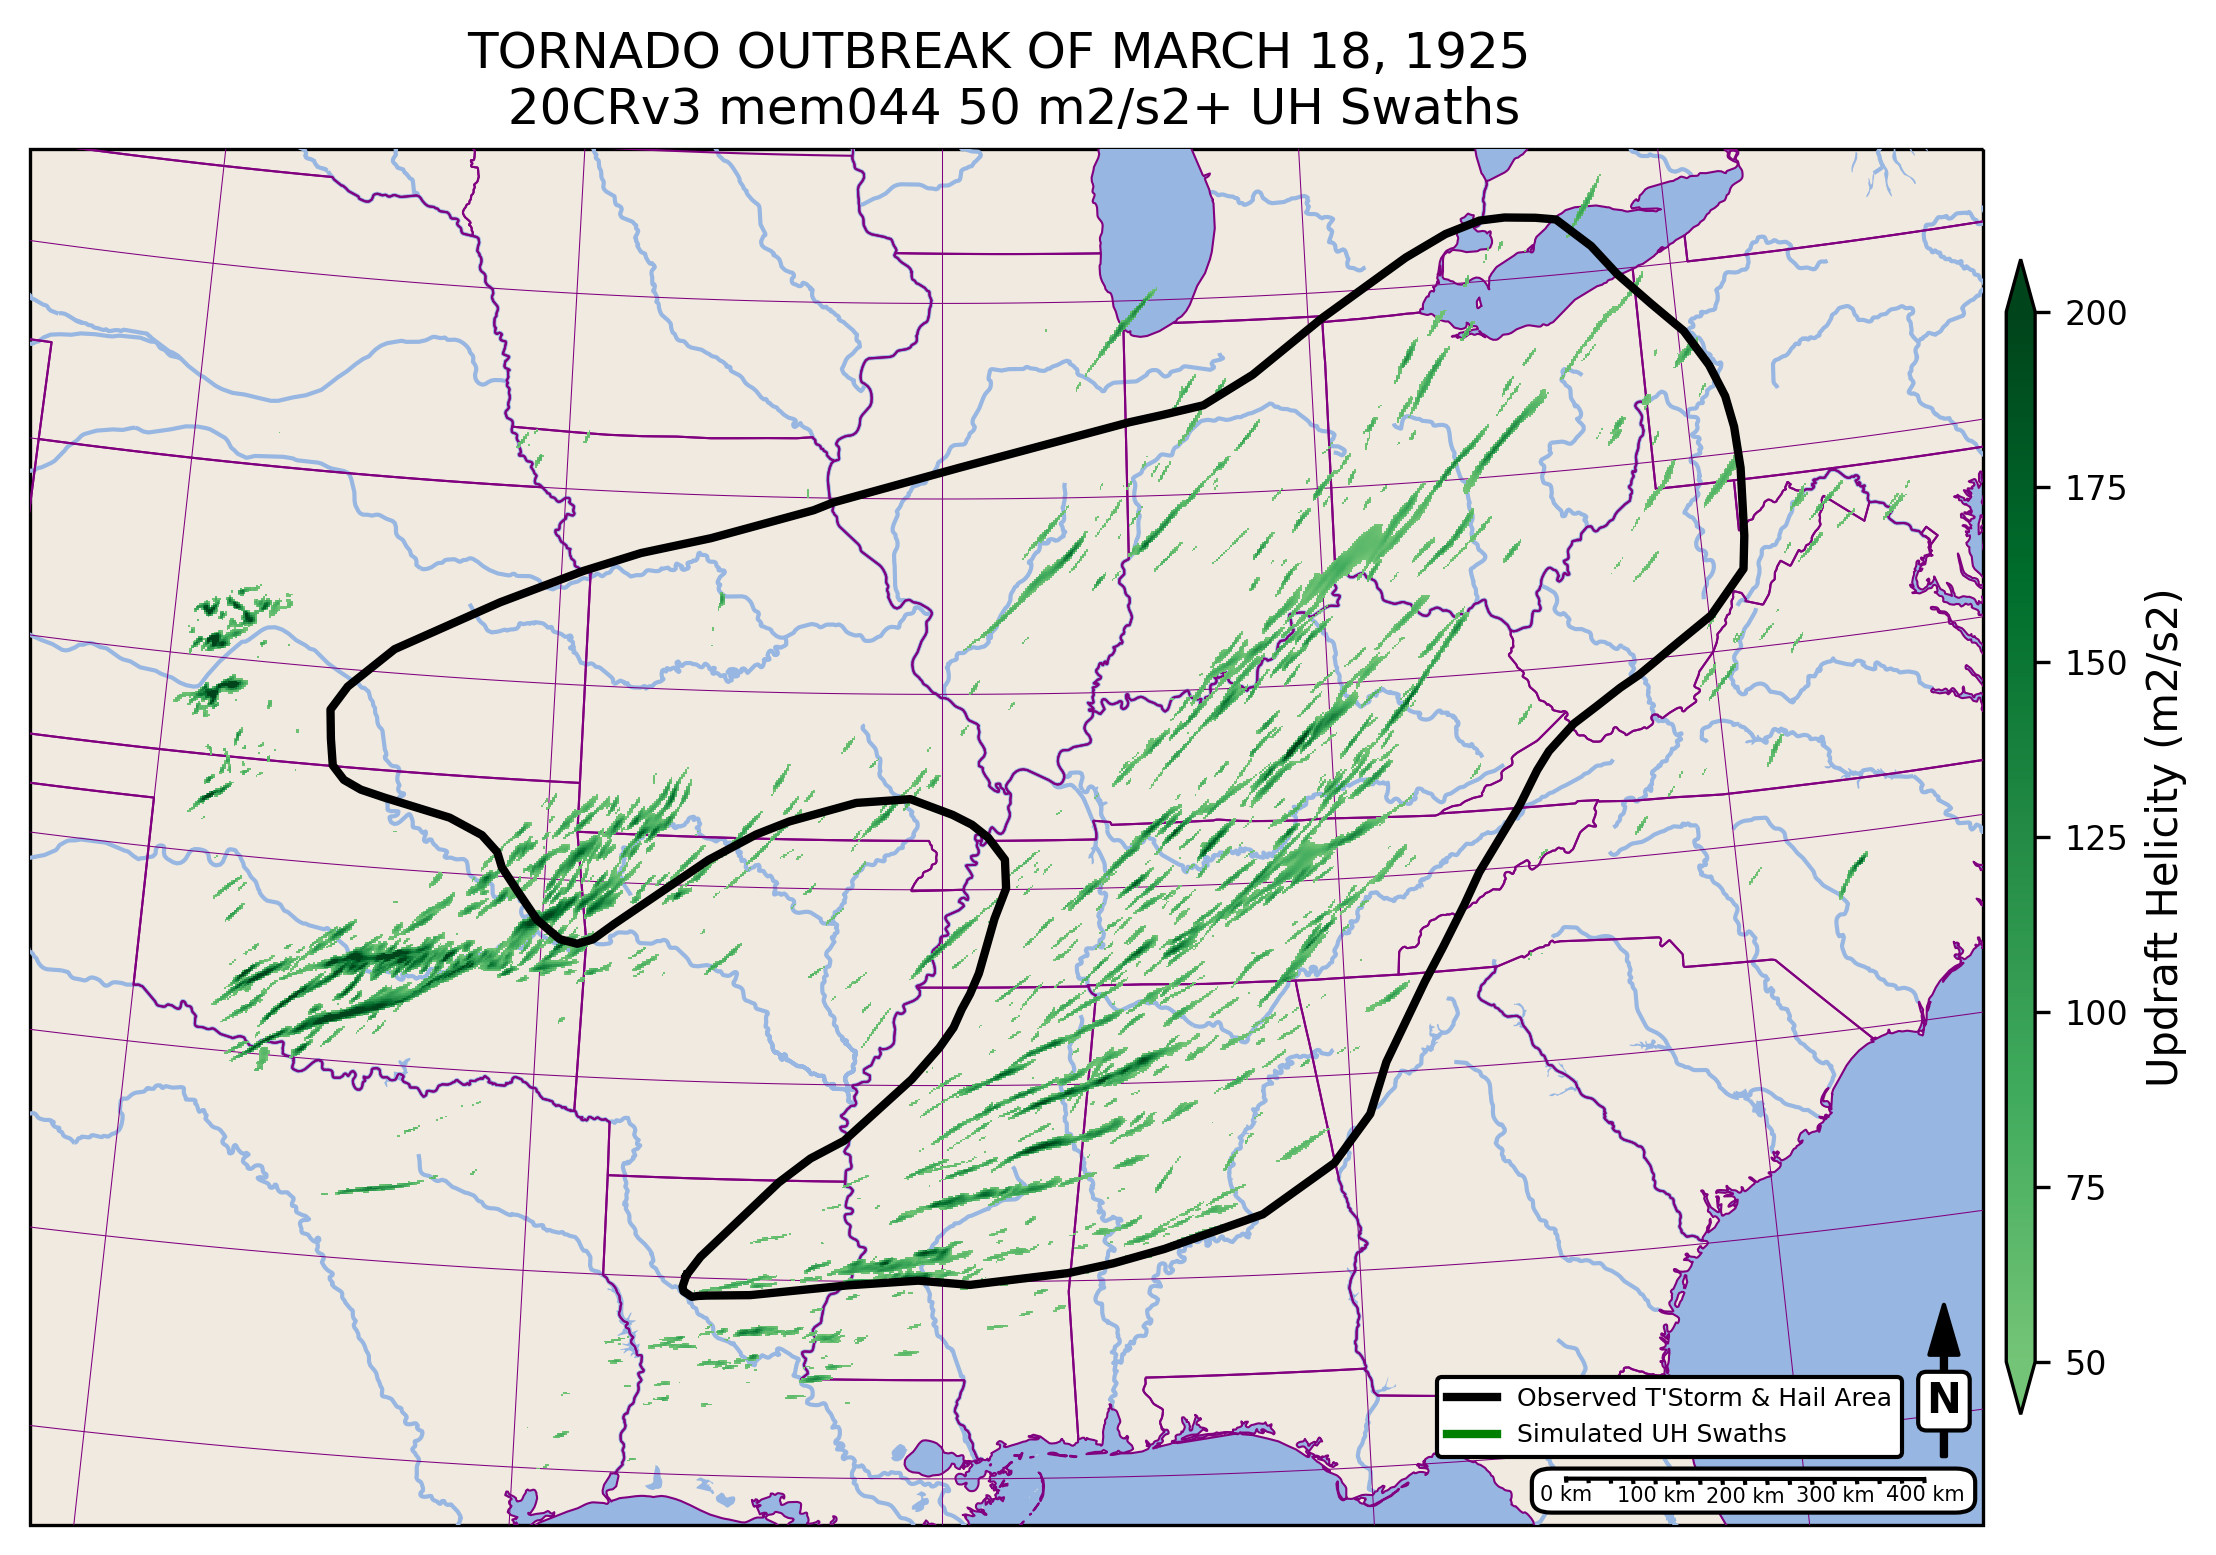 TORNADO OUTBREAK OF MARCH 18, 1925
20CRv3 mem044 50 m2/s2+ UH Swaths
200
175
150
125
100
75
50
Updraft Helicity (m2/s2)
Observed T'Storm & Hail Area
Simulated UH Swaths
N
0 km 100 km 200 km 300 km 400 km